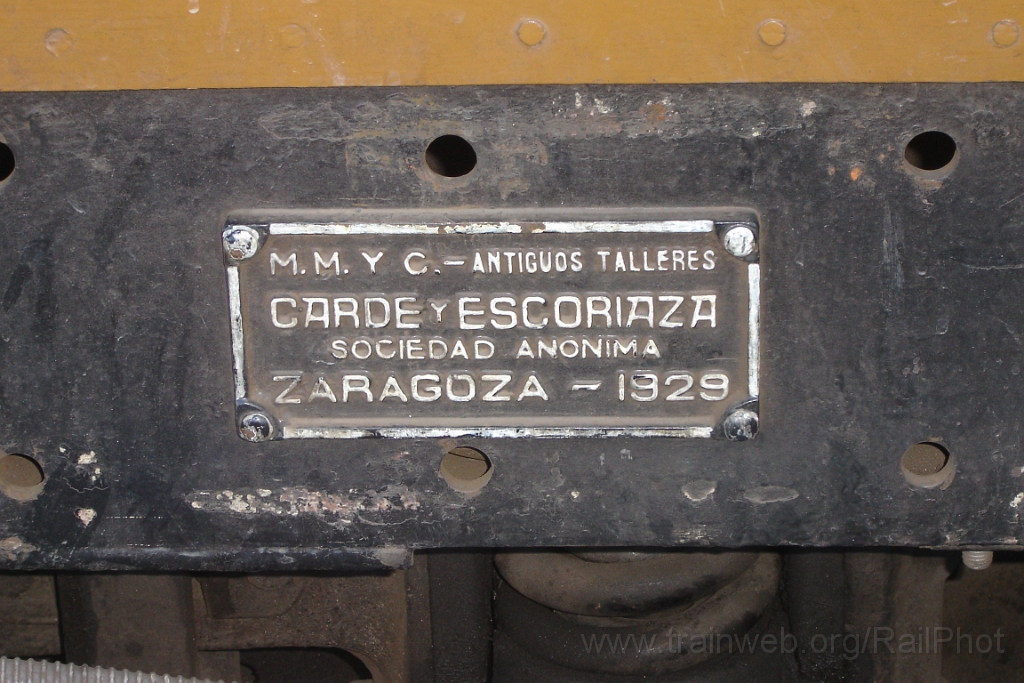 M. M. Y C. – ANTIGUOS TALLERES
CARDE Y ESCORIAZA
SOCIEDAD ANONIMA
ZARAGOZA – 1929
www.trainweb.org/RailPhot